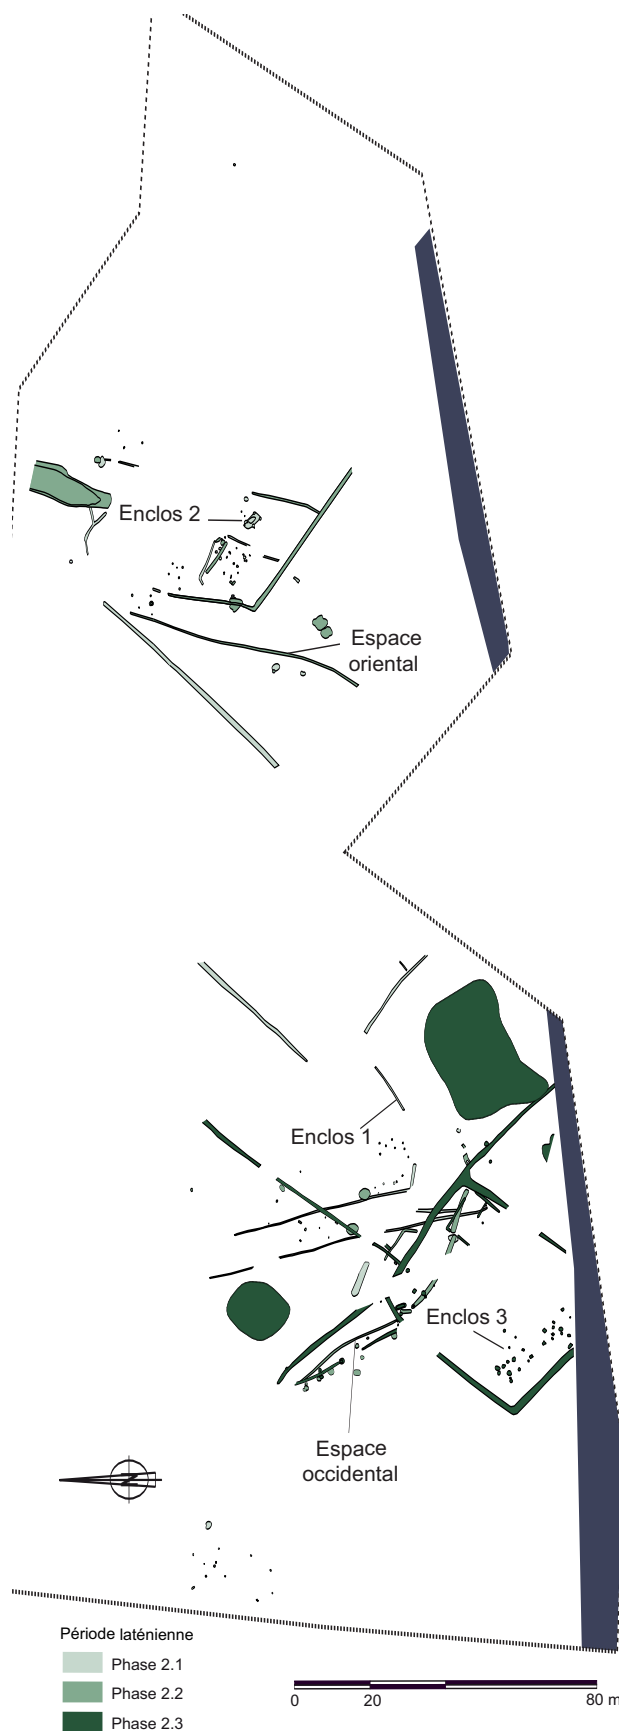 Enclos 2
Espace
oriental
Enclos 1
Enclos 3
Espace
occidental
N
Période laténienne
Phase 2.1
Phase 2.2
Phase 2.3
0 20 80 m